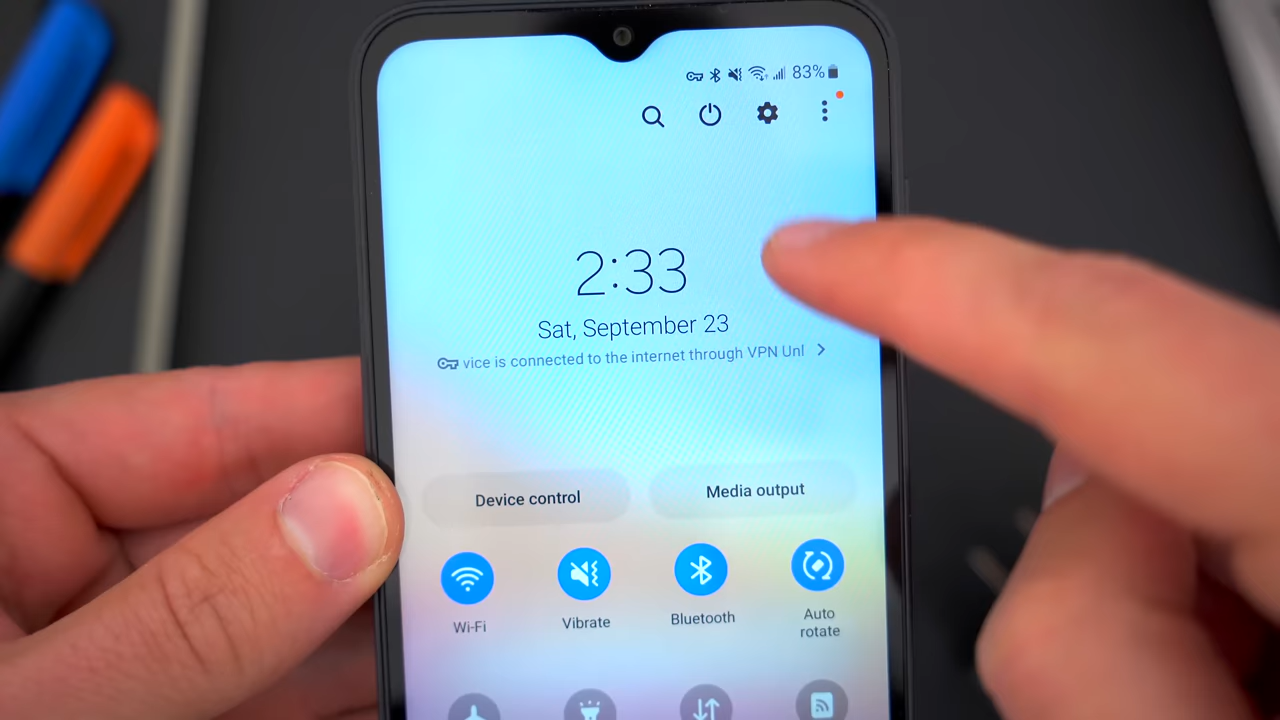 83%
2:33
Sat, September 23
vice is connected to the internet through VPN Unl
Device control
Media output
Wi-Fi
Vibrate
Bluetooth
Auto
rotate